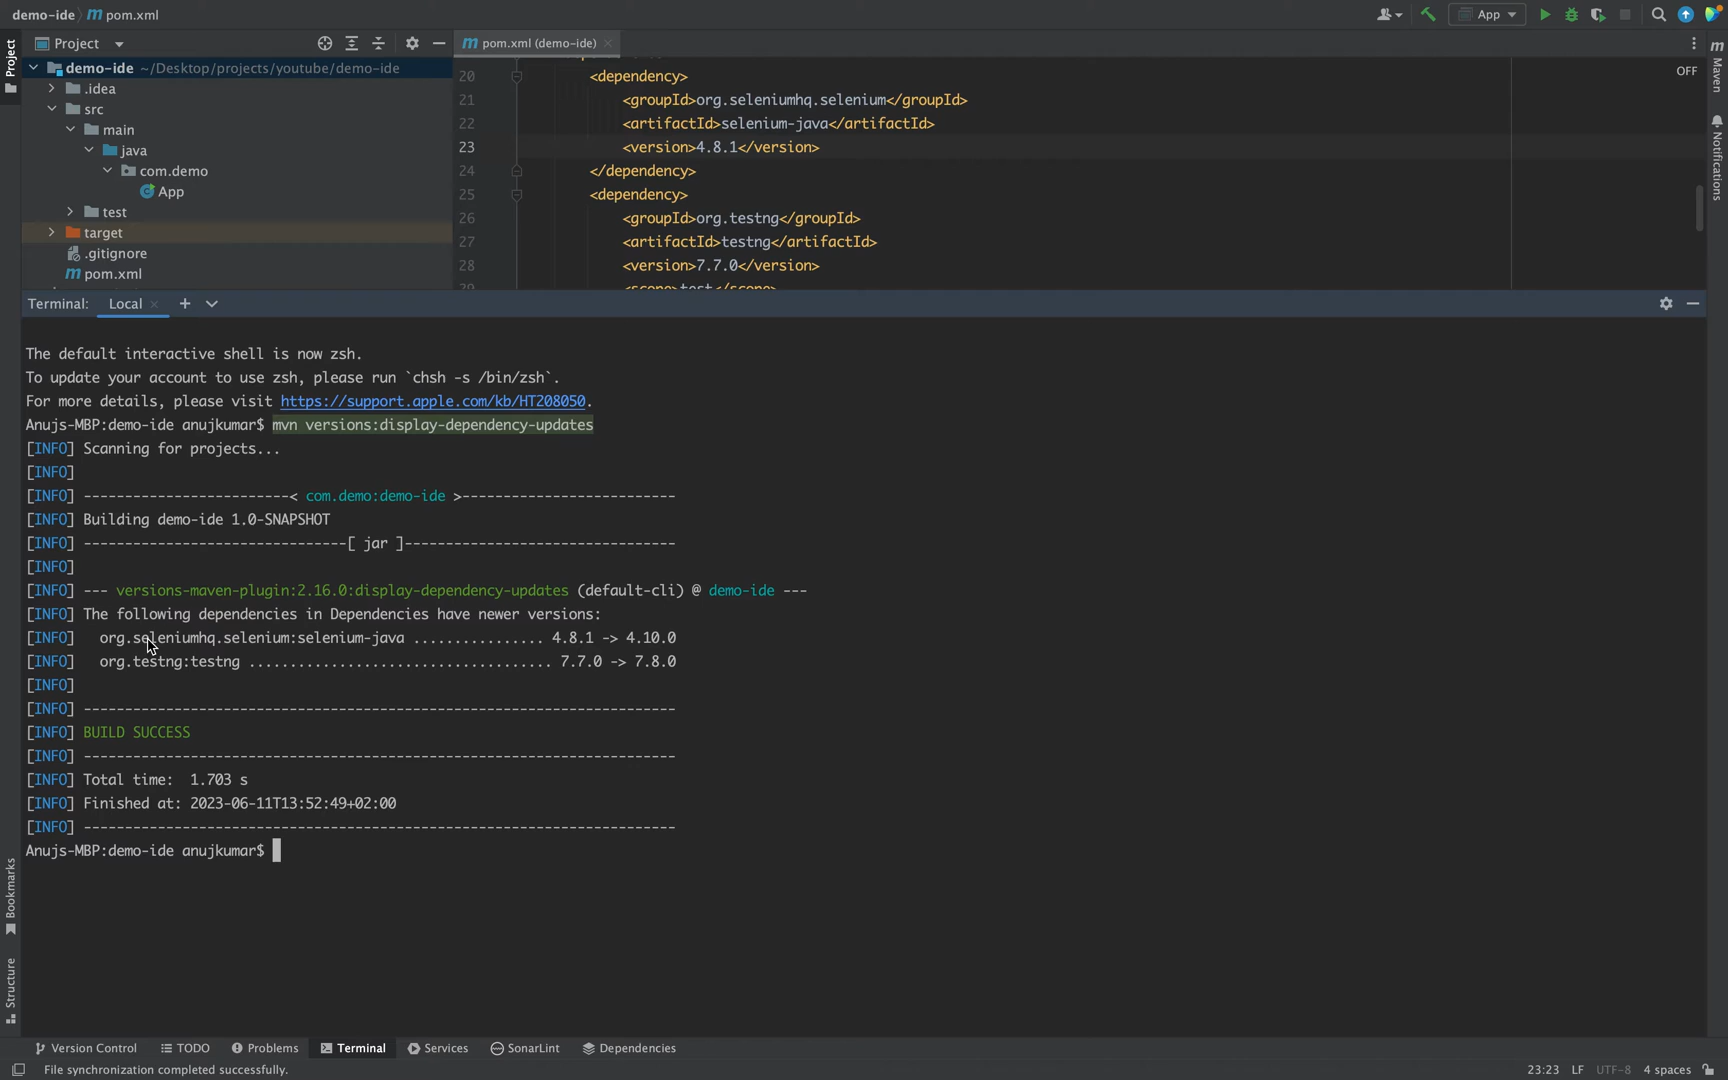 demo-ide pom.xml
App
Project
pom.xml (demo-ide)
Project
Maven
Notifications
OFF
demo-ide ~/Desktop/projects/youtube/demo-ide
.idea
src
main
java
com.demo
App
test
target
.gitignore
pom.xml
20 <dependency>
21 <groupId>org.seleniumhq.selenium</groupId>
22 <artifactId>selenium-java</artifactId>
23 <version>4.8.1</version>
24 </dependency>
25 <dependency>
26 <groupId>org.testng</groupId>
27 <artifactId>testng</artifactId>
28 <version>7.7.0</version>
29 <scope>test</scope>
Terminal: Local
The default interactive shell is now zsh.
To update your account to use zsh, please run `chsh -s /bin/zsh`.
For more details, please visit https://support.apple.com/kb/HT208050.
Anujs-MBP:demo-ide anujkumar$ mvn versions:display-dependency-updates
[INFO] Scanning for projects...
[INFO]
[INFO] -------------------------< com.demo:demo-ide >--------------------------
[INFO] Building demo-ide 1.0-SNAPSHOT
[INFO] --------------------------------[ jar ]---------------------------------
[INFO]
[INFO] --- versions-maven-plugin:2.16.0:display-dependency-updates (default-cli) @ demo-ide ---
[INFO] The following dependencies in Dependencies have newer versions:
[INFO]   org.seleniumhq.selenium:selenium-java ................ 4.8.1 -> 4.10.0
[INFO]   org.testng:testng ..................................... 7.7.0 -> 7.8.0
[INFO]
[INFO] ------------------------------------------------------------------------
[INFO] BUILD SUCCESS
[INFO] ------------------------------------------------------------------------
[INFO] Total time:  1.703 s
[INFO] Finished at: 2023-06-11T13:52:49+02:00
[INFO] ------------------------------------------------------------------------
Anujs-MBP:demo-ide anujkumar$
Bookmarks
Structure
Version Control TODO Problems Terminal Services SonarLint Dependencies
File synchronization completed successfully. 23:23 LF UTF-8 4 spaces